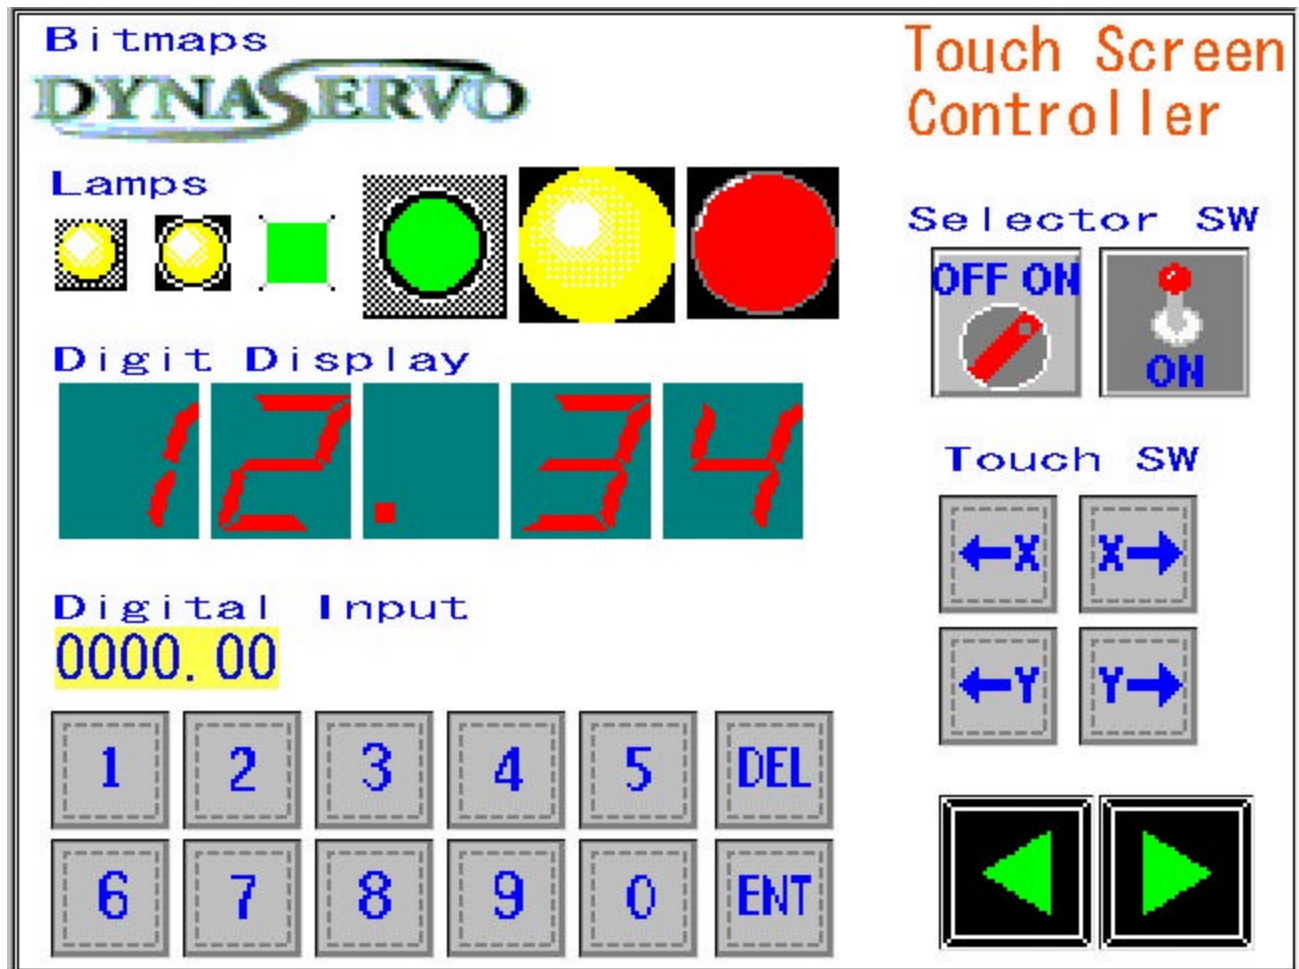 Bitmaps
DYNASERVO
Touch Screen
Controller
Lamps
Selector SW
OFF ON
ON
Digit Display
12.34
Touch SW
←X X→
←Y Y→
Digital Input
0000.00
1 2 3 4 5 DEL
6 7 8 9 0 ENT